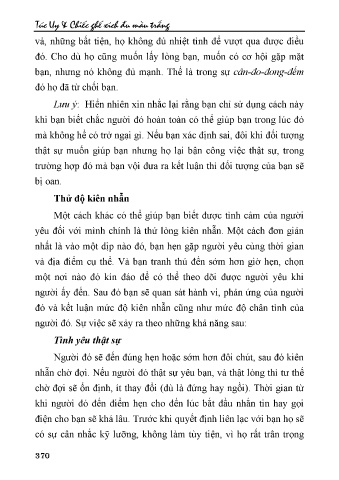 Túc Uy & Chiếc ghế xích đu màu trắng
vả, những bất tiện, họ không đủ nhiệt tình để vượt qua được điều
đó. Cho dù họ cũng muốn lấy lòng bạn, muốn có cơ hội gặp mặt
bạn, nhưng nó không đủ mạnh. Thế là trong sự cân-đo-đong-đếm
đó họ đã từ chối bạn.
Lưu ý: Hiển nhiên xin nhắc lại rằng bạn chỉ sử dụng cách này
khi bạn biết chắc người đó hoàn toàn có thể giúp bạn trong lúc đó
mà không hề có trở ngại gì. Nếu bạn xác định sai, đôi khi đối tượng
thật sự muốn giúp bạn nhưng họ lại bận công việc thật sự, trong
trường hợp đó mà bạn vội đưa ra kết luận thì đối tượng của bạn sẽ
bị oan.
Thử độ kiên nhẫn
Một cách khác có thể giúp bạn biết được tình cảm của người
yêu đối với mình chính là thử lòng kiên nhẫn. Một cách đơn giản
nhất là vào một dịp nào đó, bạn hẹn gặp người yêu cùng thời gian
và địa điểm cụ thể. Và bạn tranh thủ đến sớm hơn giờ hẹn, chọn
một nơi nào đó kín đáo để có thể theo dõi được người yêu khi
người ấy đến. Sau đó bạn sẽ quan sát hành vi, phản ứng của người
đó và kết luận mức độ kiên nhẫn cũng như mức độ chân tình của
người đó. Sự việc sẽ xảy ra theo những khả năng sau:
Tình yêu thật sự
Người đó sẽ đến đúng hẹn hoặc sớm hơn đôi chút, sau đó kiên
nhẫn chờ đợi. Nếu người đó thật sự yêu bạn, và thật lòng thì tư thế
chờ đợi sẽ ổn định, ít thay đổi (dù là đứng hay ngồi). Thời gian từ
khi người đó đến điểm hẹn cho đến lúc bắt đầu nhắn tin hay gọi
điện cho bạn sẽ khá lâu. Trước khi quyết định liên lạc với bạn họ sẽ
có sự cân nhắc kỹ lưỡng, không làm tùy tiện, vì họ rất trân trọng
370